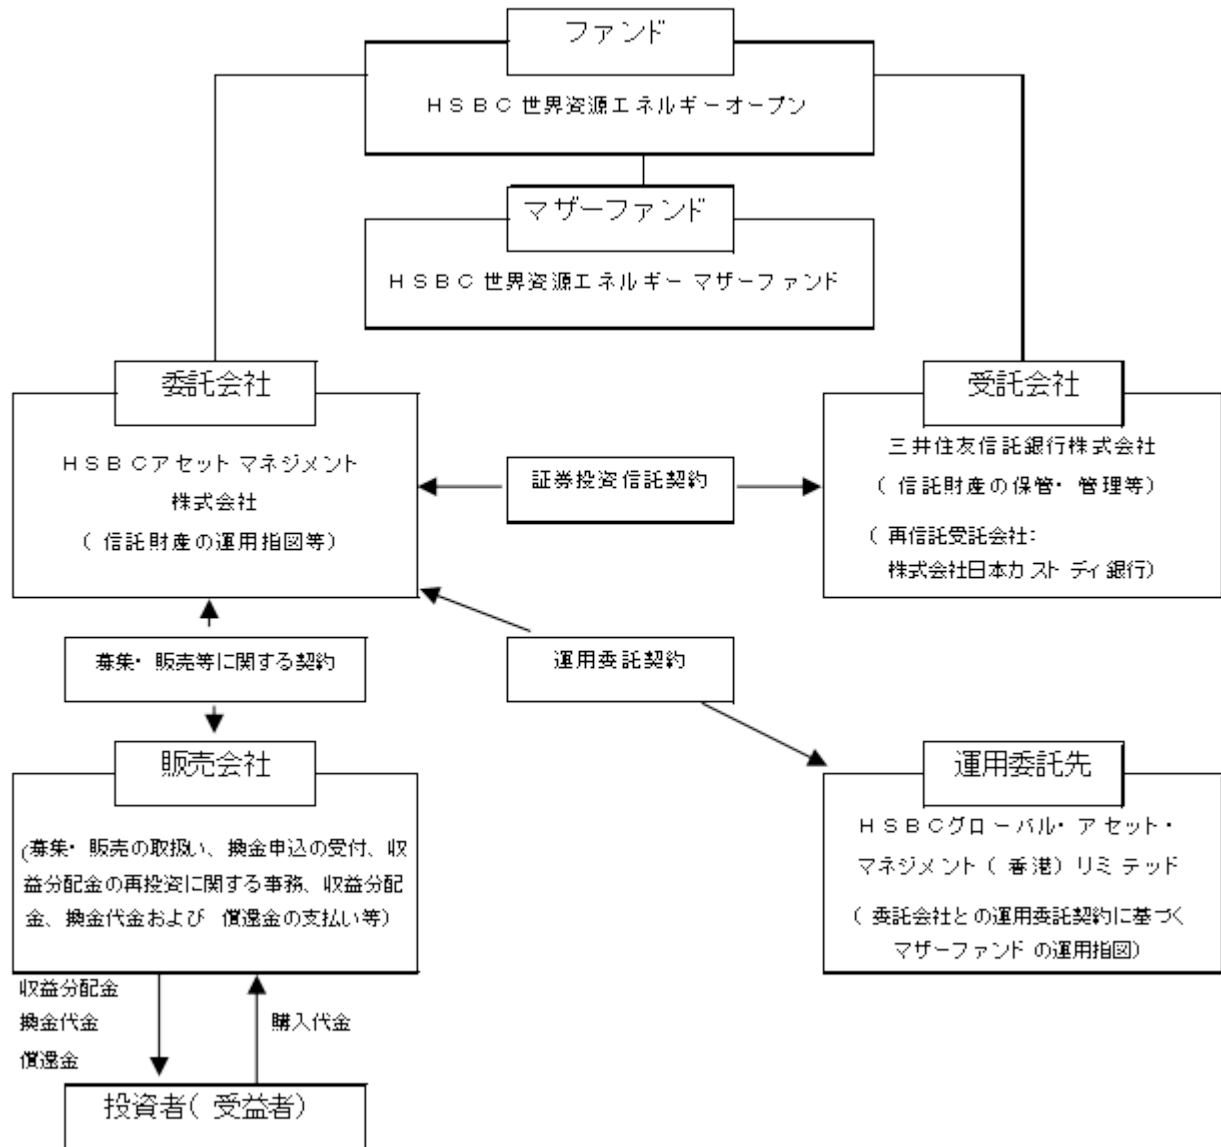 ファンド
HSBC世界資源エネルギーオープン
マザーファンド
HSBC世界資源エネルギー マザーファンド
委託会社
HSBCアセット マネジメント
株式会社
(信託財産の運用指図等)
証券投資信託契約
受託会社
三井住友信託銀行株式会社
(信託財産の保管・管理等)
(再信託受託会社:
株式会社日本カストディ銀行)
募集・販売等に関する契約
運用委託契約
販売会社
(募集・販売の取扱い、換金申込の受付、収
益分配金の再投資に関する事務、収益分配
金、換金代金および 償還金の支払い等)
運用委託先
HSBCグローバル・アセット・
マネジメント(香港)リミテッド
(委託会社との運用委託契約に基づく
マザーファンドの運用指図)
収益分配金
換金代金
償還金
購入代金
投資者(受益者)